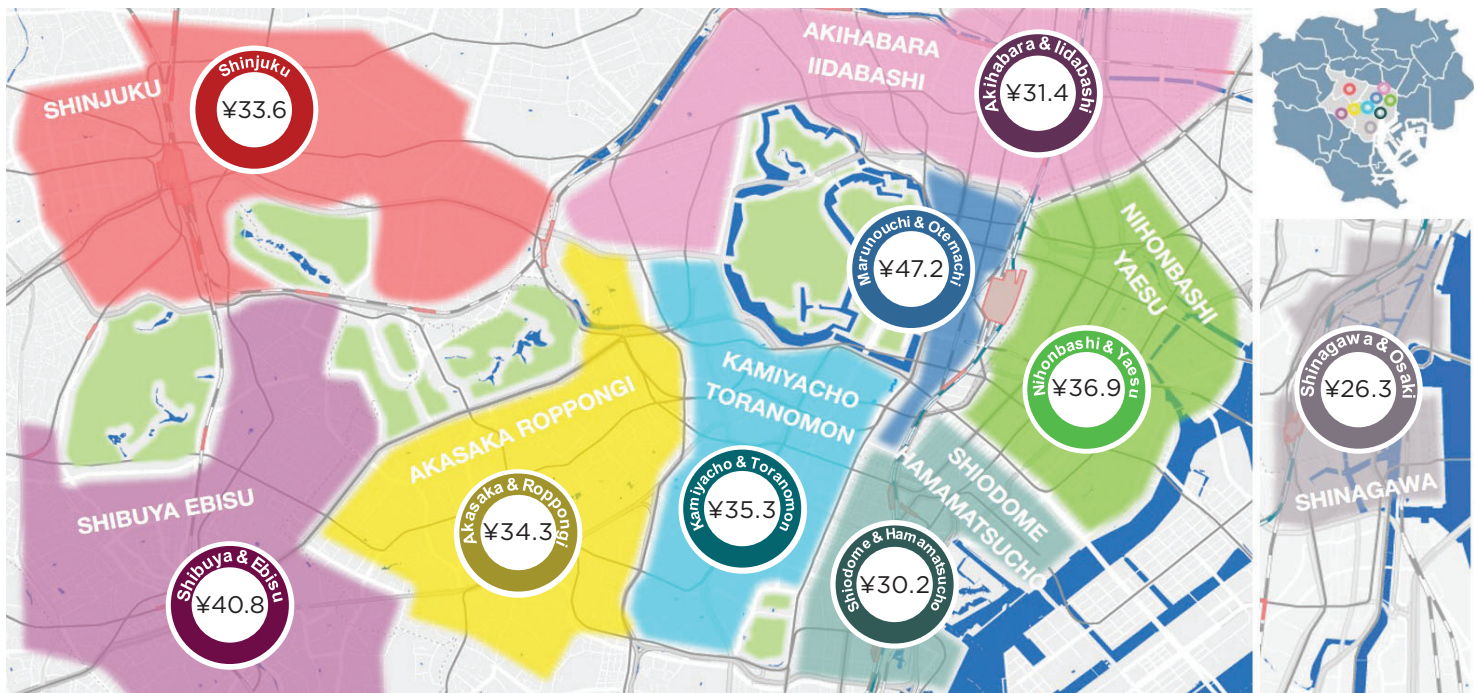 SHINJUKU
Shinjuku
¥33.6
AKIHABARA
IIDABASHI
Akihabara & Iidabashi
¥31.4
Marunouchi & Otemachi
¥47.2
NIHONBASHI
YAESU
Nihonbashi & Yaesu
¥36.9
KAMIYACHO
TORANOMON
Kamiyacho & Toranomon
¥35.3
AKASAKA ROPPONGI
Akasaka & Roppongi
¥34.3
SHIBUYA EBISU
Shibuya & Ebisu
¥40.8
SHIODOME
HAMAMATSUCHO
Shiodome & Hamamatsucho
¥30.2
Shinagawa & Osaki
¥26.3
SHINAGAWA